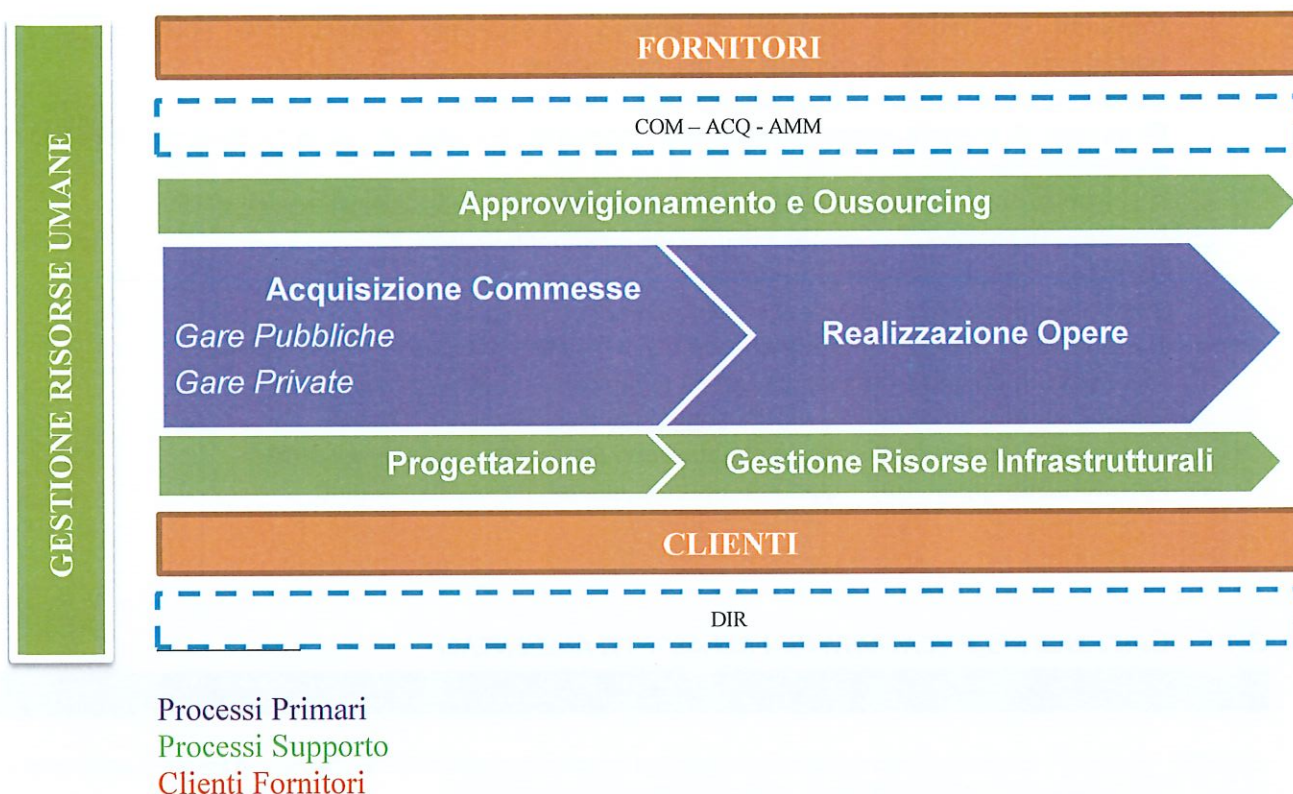 GESTIONE RISORSE UMANE
FORNITORI
COM – ACQ - AMM
Approvvigionamento e Ousourcing
Acquisizione Commesse
Gare Pubbliche
Gare Private
Realizzazione Opere
Progettazione
Gestione Risorse Infrastrutturali
CLIENTI
DIR
Processi Primari
Processi Supporto
Clienti Fornitori